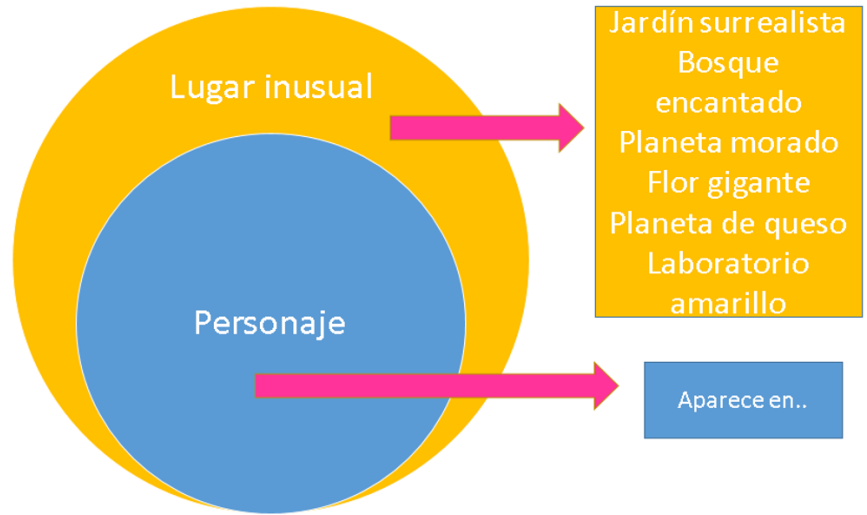 Lugar inusual
Personaje
Jardín surrealista
Bosque
encantado
Planeta morado
Flor gigante
Planeta de queso
Laboratorio
amarillo
Aparece en..